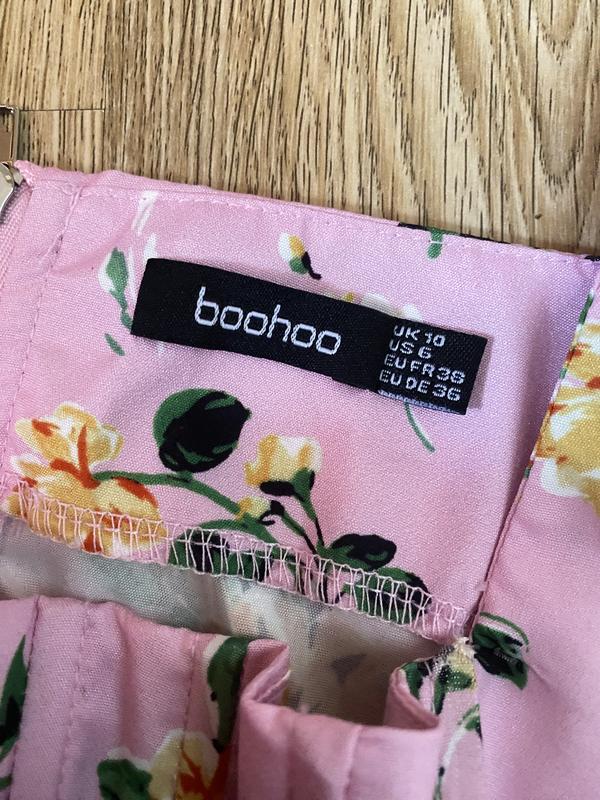 boohoo
UK 10
US 6
EU FR 38
EU DE 36